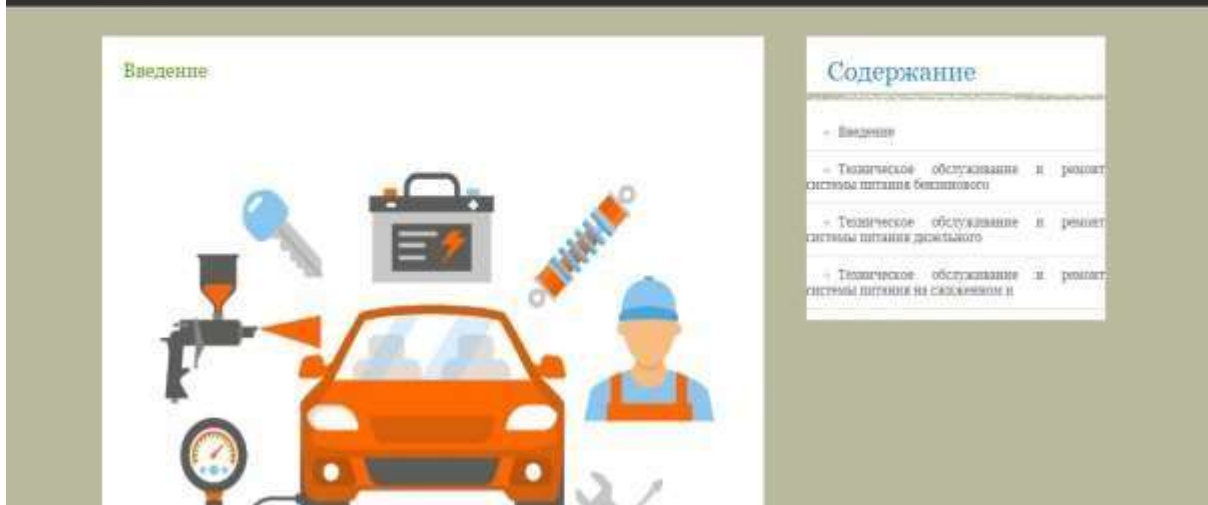 Введение
Содержание
» Введение
» Техническое обслуживание и ремонт
системы питания бензинового
» Техническое обслуживание и ремонт
системы питания дизельного
» Техническое обслуживание и ремонт
системы питания на сжиженном и